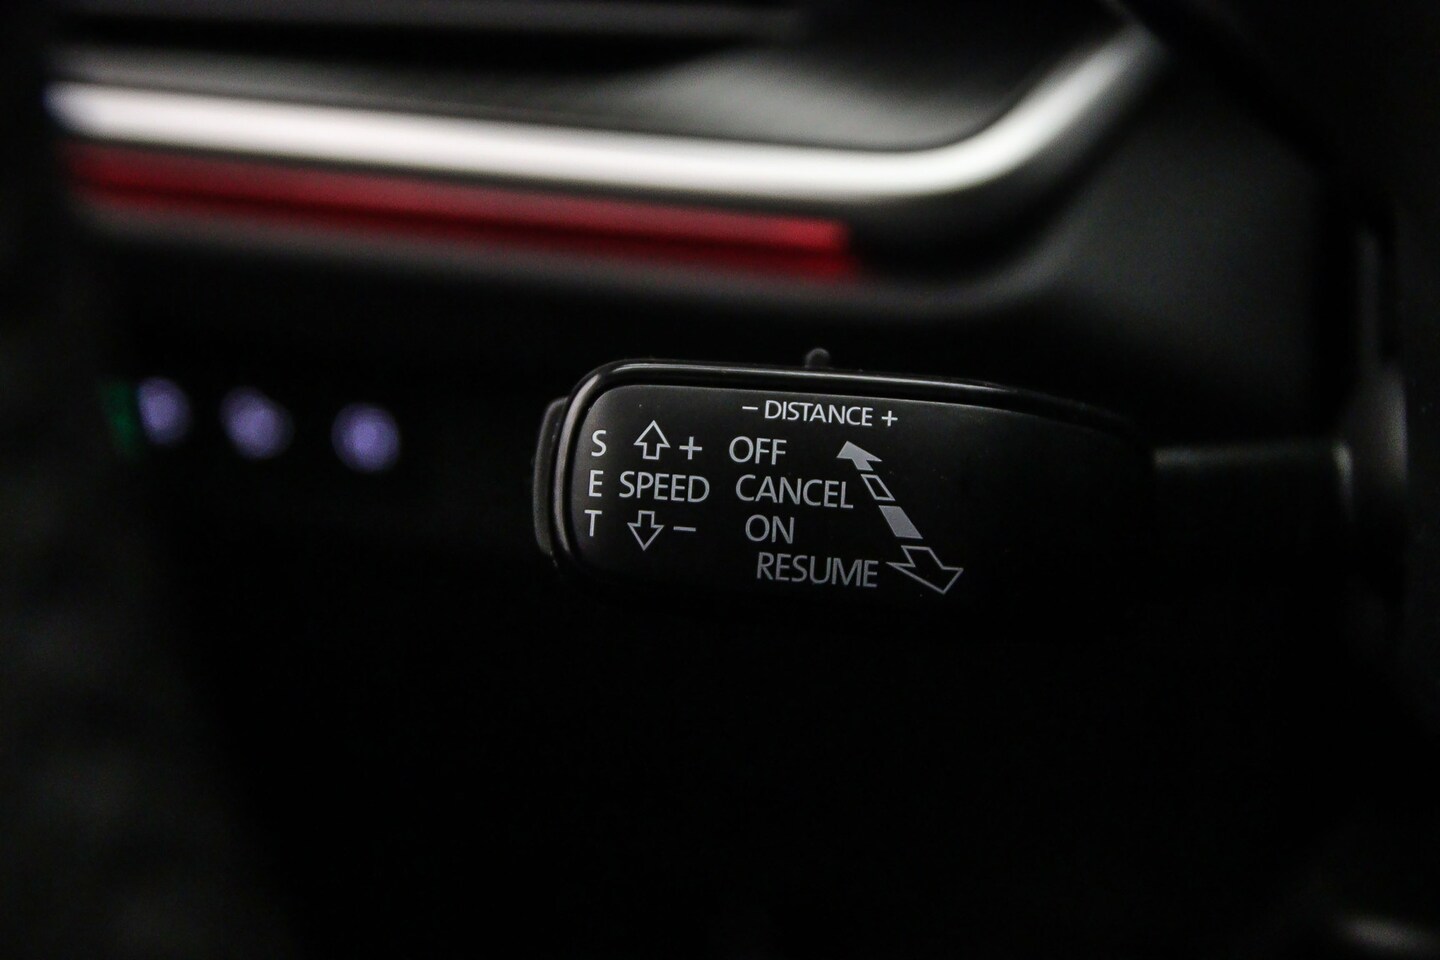 − DISTANCE +
S + OFF
E SPEED CANCEL
T − ON
RESUME